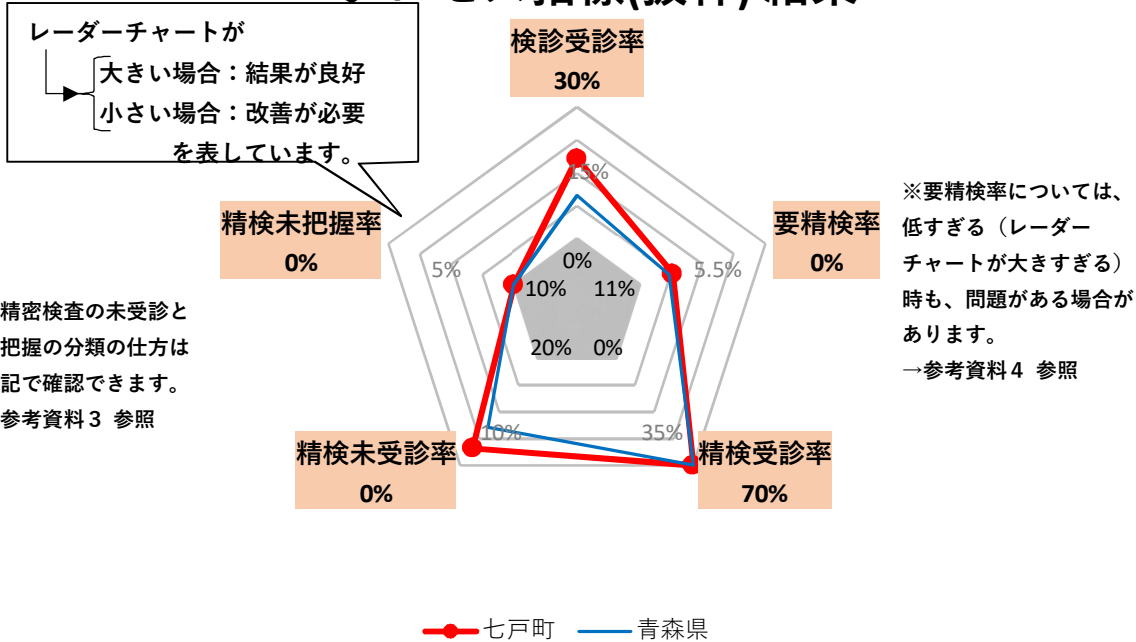 レーダーチャートが
大きい場合：結果が良好
小さい場合：改善が必要
を表しています。
検診受診率
30%
15%
精検未把握率
0%
5%
要精検率
0%
5.5%
※要精検率については、
低すぎる（レーダー
チャートが大きすぎる）
時も、問題がある場合が
あります。
→参考資料４ 参照
0%
10%
11%
20%
0%
精密検査の未受診と
把握の分類の仕方は
記で確認できます。
参考資料３ 参照
10%
35%
精検未受診率
0%
精検受診率
70%
七戸町
青森県